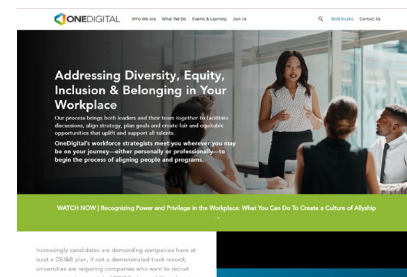 ONEDIGITAL
Who We Are What We Do Events & Learning Join Us
Bold Studio Contact Us
Addressing Diversity, Equity,
Inclusion & Belonging in Your
Workplace
Our process brings both leaders and their team together to facilitate
discussions, align strategy, plan goals and create fair and equitable
opportunities that uplift and support all talents.
OneDigital's workforce strategists meet you wherever you may
be on your journey—either personally or professionally—to
begin the process of aligning people and programs.
WATCH NOW | Recognizing Power and Privilege in the Workplace: What You Can Do To Create a Culture of Allyship
Increasingly candidates are demanding companies have at
least a DEI&B plan, if not a demonstrated track record;
universities are requiring companies who want to recruit